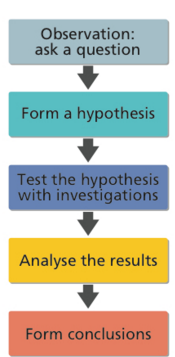 Observation:
ask a question
Form a hypothesis
Test the hypothesis
with investigations
Analyse the results
Form conclusions